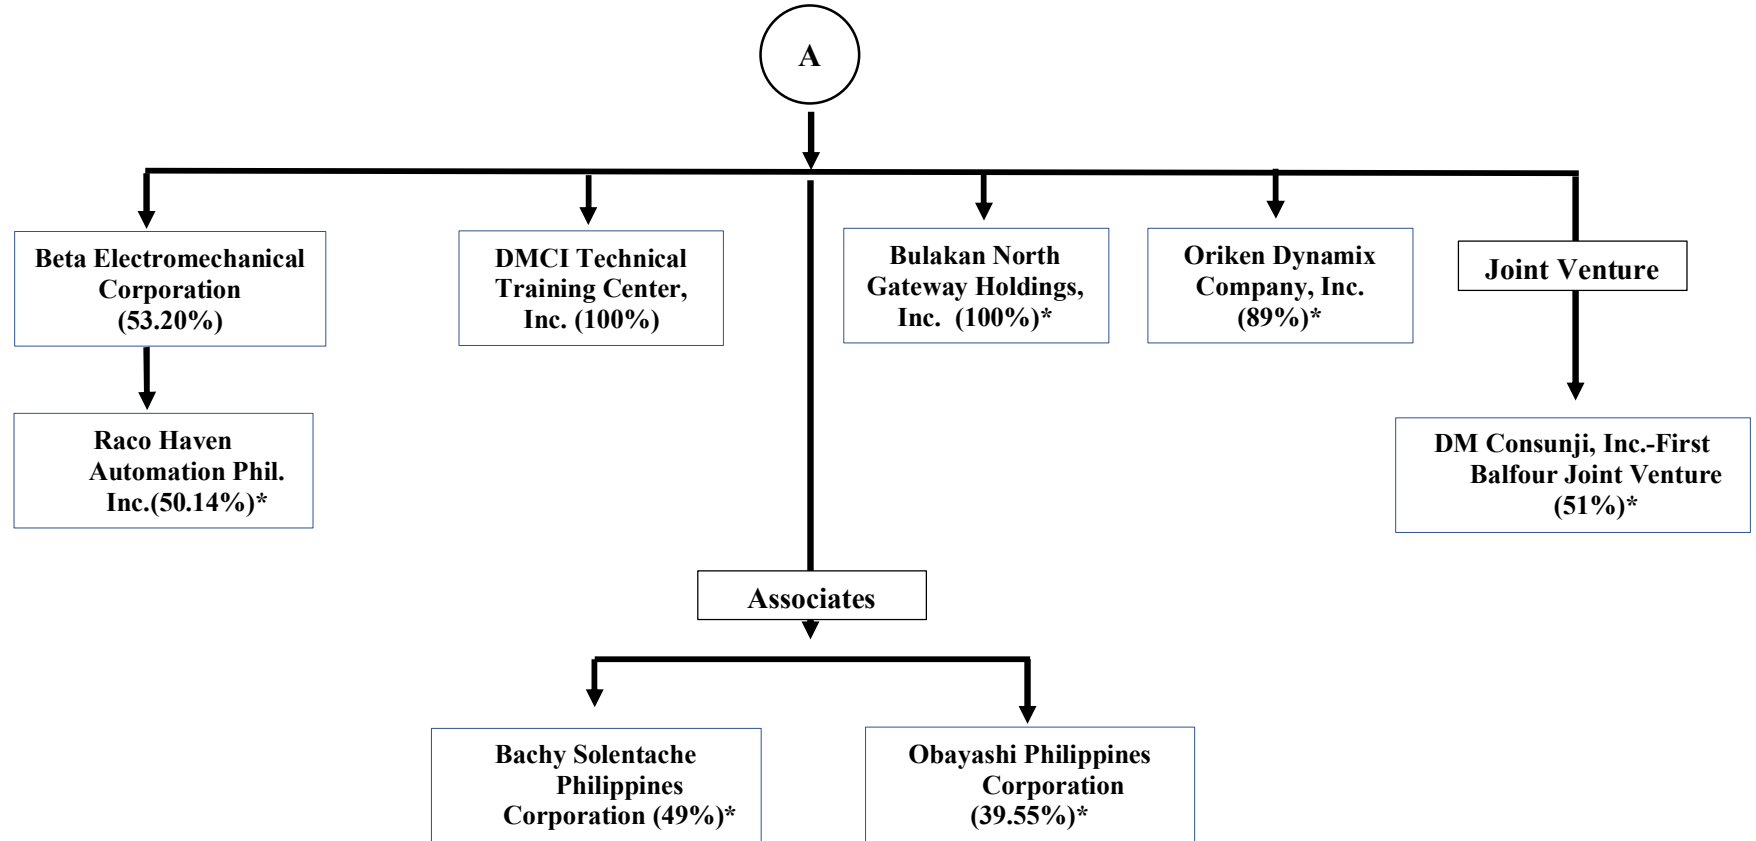 A
Beta Electromechanical
Corporation
(53.20%)
DMCI Technical
Training Center,
Inc. (100%)
Bulakan North
Gateway Holdings,
Inc.  (100%)*
Oriken Dynamix
Company, Inc.
(89%)*
Joint Venture
Raco Haven
Automation Phil.
Inc.(50.14%)*
DM Consunji, Inc.-First
Balfour Joint Venture
(51%)*
Associates
Bachy Solentache
Philippines
Corporation (49%)*
Obayashi Philippines
Corporation
(39.55%)*